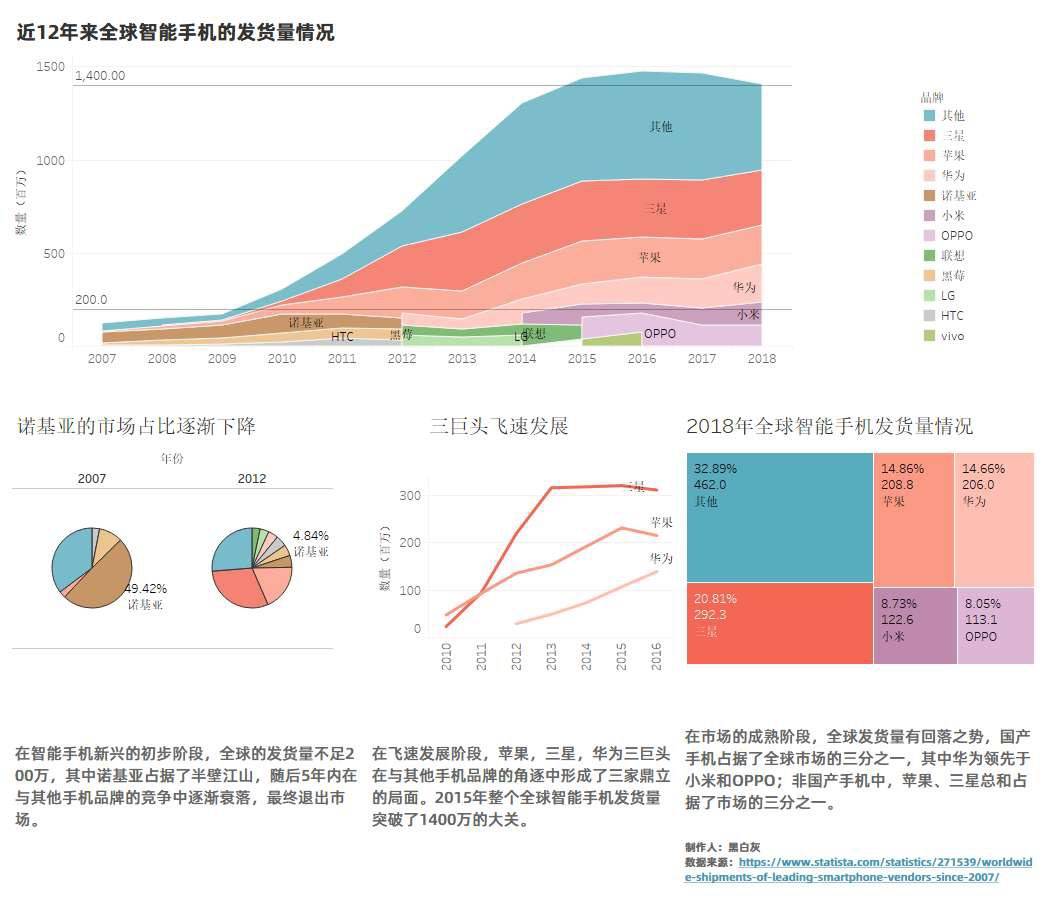 近12年来全球智能手机的发货量情况
1500
1,400.00
1000
500
200.0
0
数量（百万）
其他
三星
苹果
华为
小米
诺基亚
HTC
黑莓
LG
联想
OPPO
2007 2008 2009 2010 2011 2012 2013 2014 2015 2016 2017 2018
品牌
其他
三星
苹果
华为
诺基亚
小米
OPPO
联想
黑莓
LG
HTC
vivo
诺基亚的市场占比逐渐下降
年份
2007 2012
49.42%
诺基亚
4.84%
诺基亚
三巨头飞速发展
数量（百万）
300
200
100
0
三星
苹果
华为
2010 2011 2012 2013 2014 2015 2016
2018年全球智能手机发货量情况
32.89%
462.0
其他
14.86%
208.8
苹果
14.66%
206.0
华为
20.81%
292.3
三星
8.73%
122.6
小米
8.05%
113.1
OPPO
在智能手机新兴的初步阶段，全球的发货量不足2
00万，其中诺基亚占据了半壁江山，随后5年内在
与其他手机品牌的竞争中逐渐衰落，最终退出市
场。
在飞速发展阶段，苹果，三星，华为三巨头
在与其他手机品牌的角逐中形成了三家鼎立
的局面。2015年整个全球智能手机发货量
突破了1400万的大关。
在市场的成熟阶段，全球发货量有回落之势，国产
手机占据了全球市场的三分之一，其中华为领先于
小米和OPPO；非国产手机中，苹果、三星总和占
据了市场的三分之一。
制作人：黑白灰
数据来源：https://www.statista.com/statistics/271539/worldwid
e-shipments-of-leading-smartphone-vendors-since-2007/